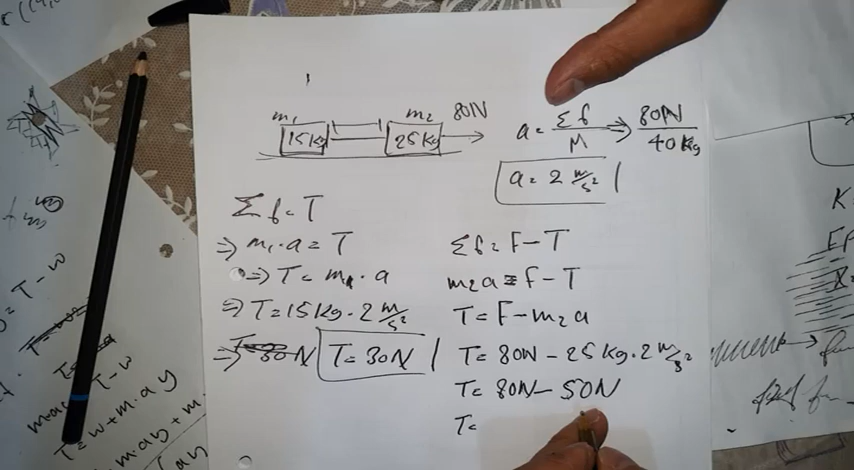 m₁ m₂ 80N
15Kg 25Kg
a = Σf/M ⇒ 80N/40Kg
a = 2 m/s²
Σf = T
⇒ m₁·a = T
⇒ T = m₁·a
⇒ T = 15Kg·2 m/s²
⇒ T = 30N
Σf = F-T
m₂a = f-T
T = F-m₂a
T = 80N-25Kg·2 m/s²
T = 80N-50N
T=
= T-w
T-w
T=w+m·ay